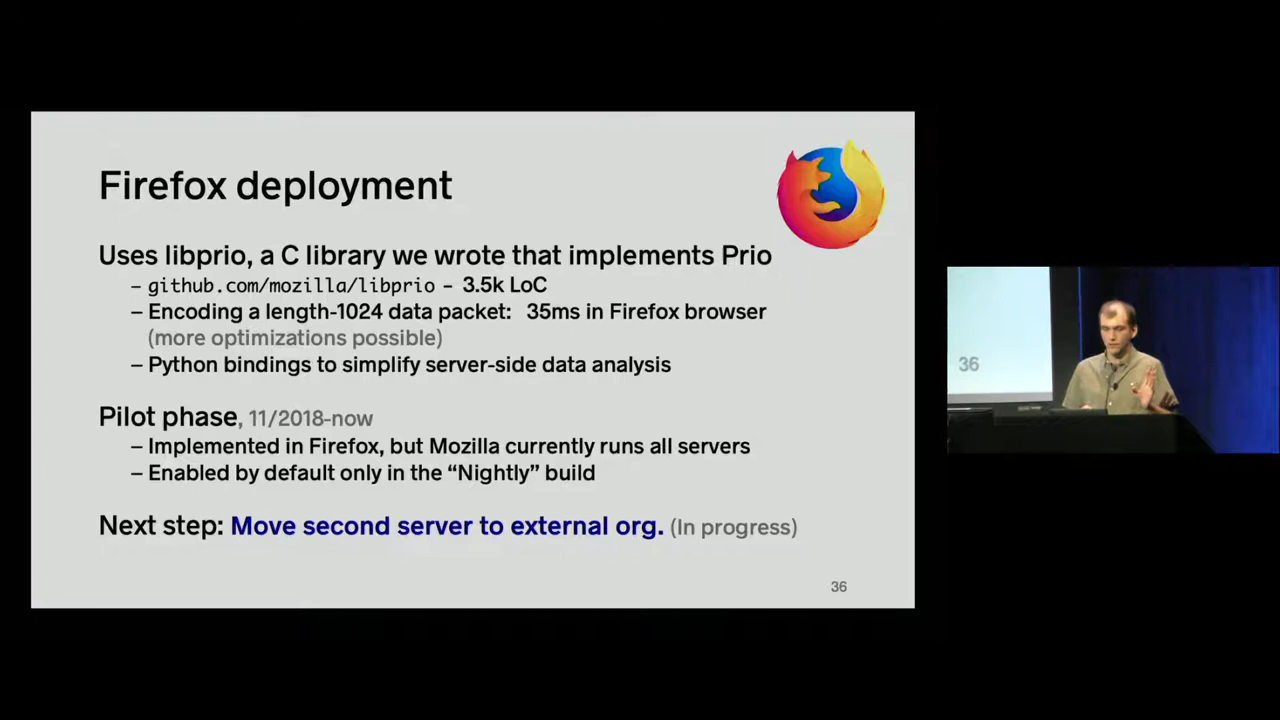 Firefox deployment
Uses libprio, a C library we wrote that implements Prio
– github.com/mozilla/libprio – 3.5k LoC
– Encoding a length-1024 data packet: 35ms in Firefox browser
(more optimizations possible)
– Python bindings to simplify server-side data analysis
Pilot phase, 11/2018-now
– Implemented in Firefox, but Mozilla currently runs all servers
– Enabled by default only in the “Nightly” build
Next step: Move second server to external org. (In progress)
36
36